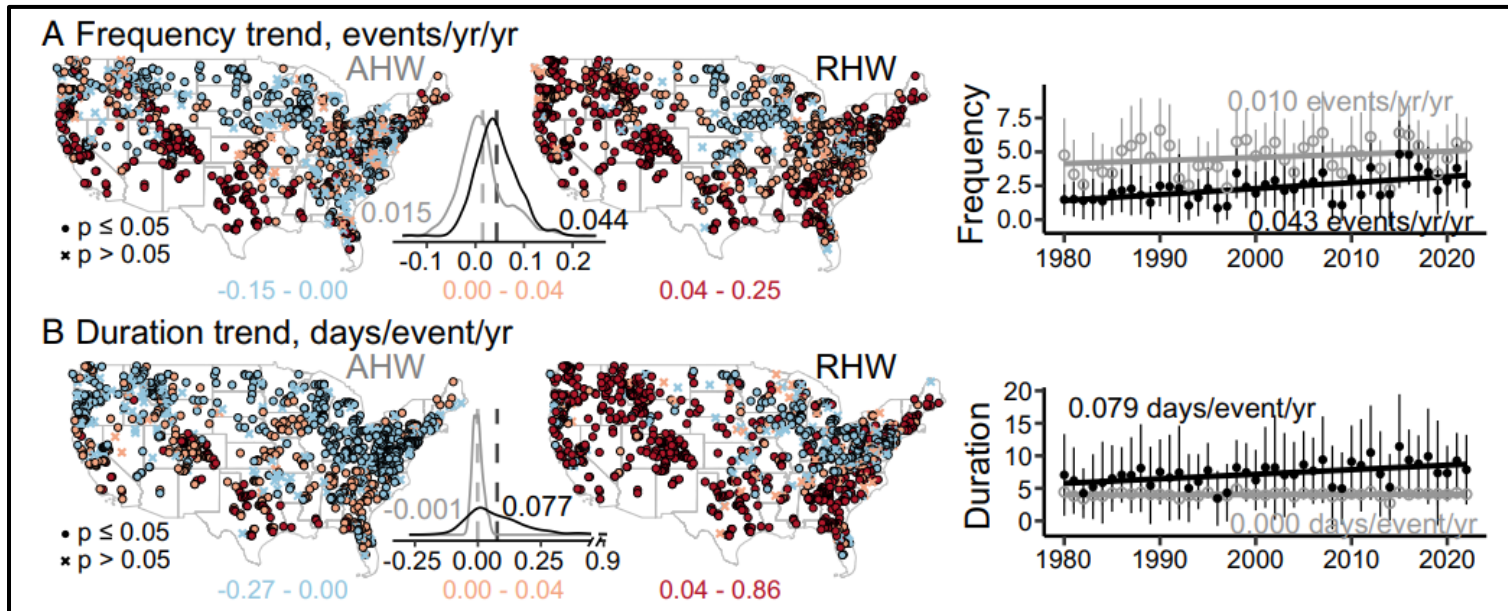 A Frequency trend, events/yr/yr
AHW
RHW
0.015
0.044
• p ≤ 0.05
× p > 0.05
-0.1 0.0 0.1 0.2
-0.15 - 0.00
0.00 - 0.04
0.04 - 0.25
Frequency
7.5
5.0
2.5
0.0
0.010 events/yr/yr
0.043 events/yr/yr
1980 1990 2000 2010 2020
B Duration trend, days/event/yr
AHW
RHW
-0.001
0.077
• p ≤ 0.05
× p > 0.05
-0.25 0.00 0.25 0.9
-0.27 - 0.00
0.00 - 0.04
0.04 - 0.86
Duration
20
15
10
5
0
0.079 days/event/yr
0.000 days/event/yr
1980 1990 2000 2010 2020